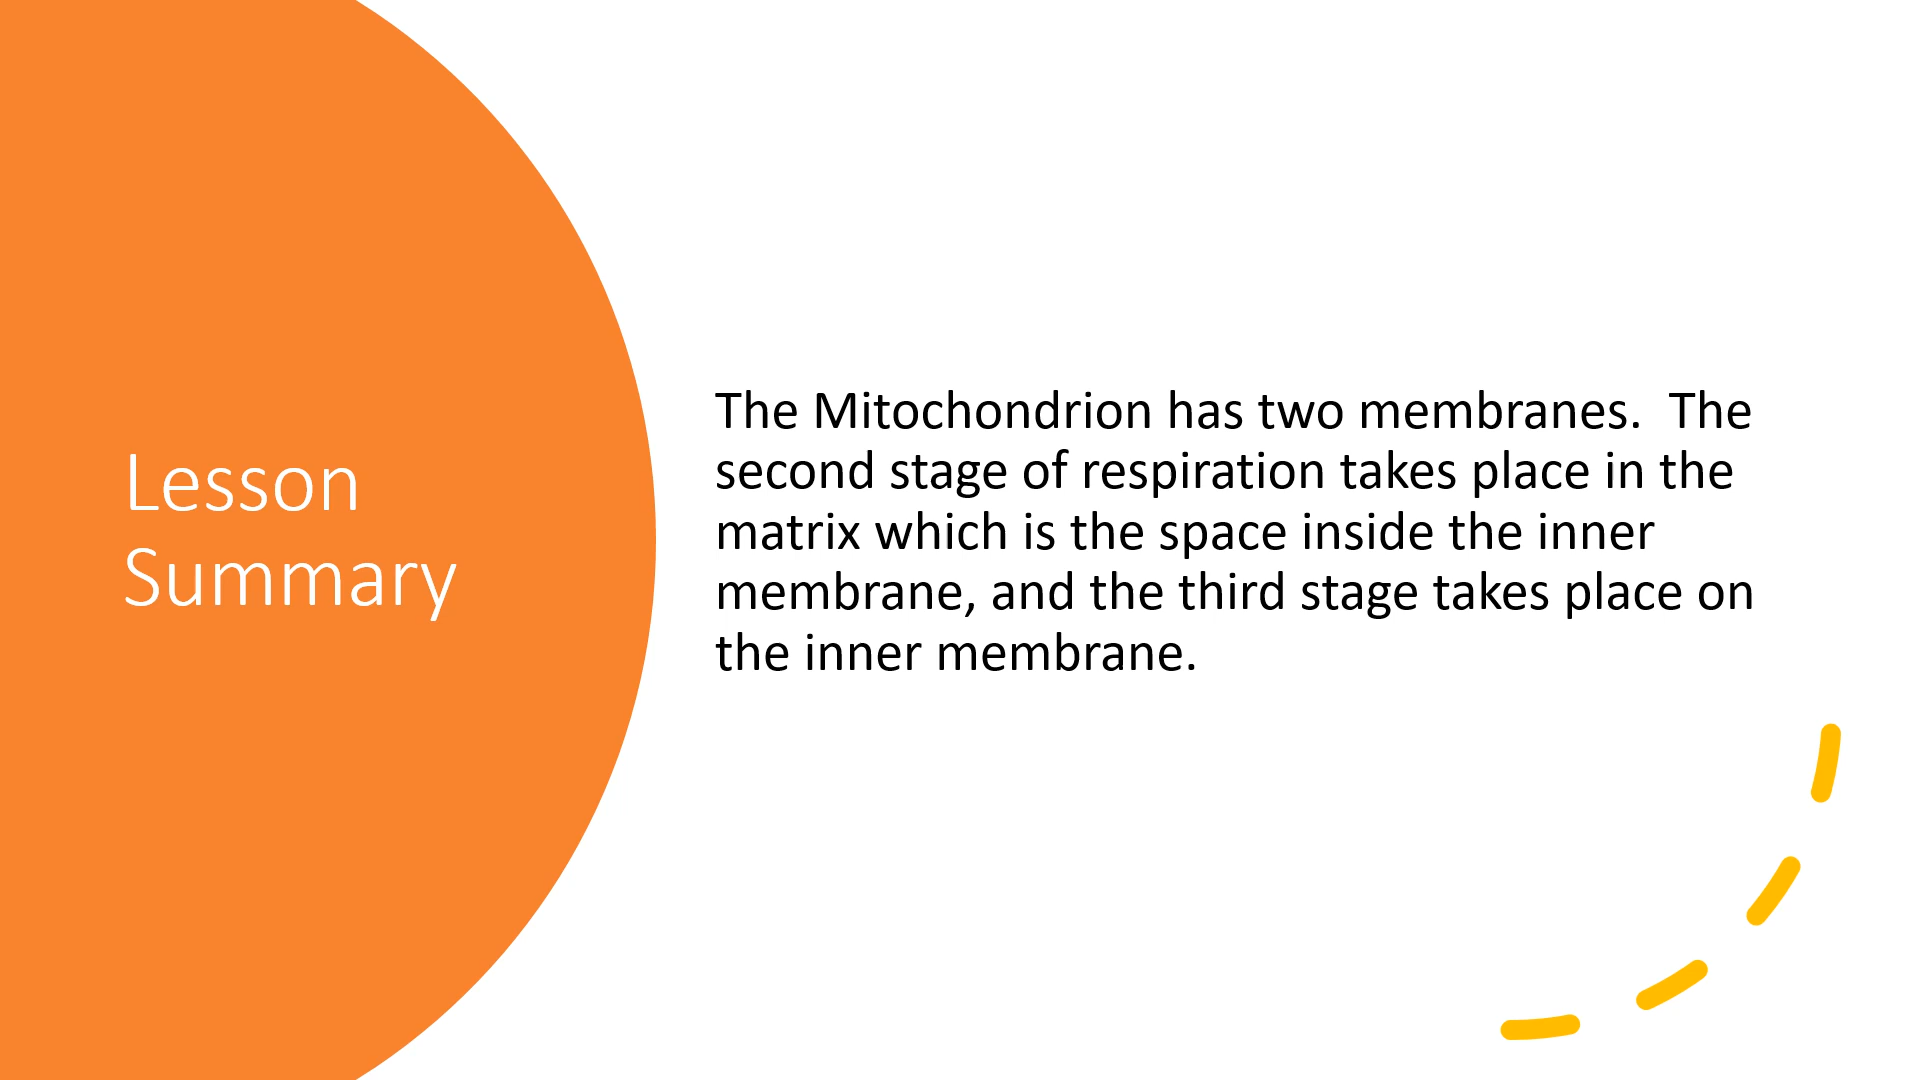 Lesson
Summary
The Mitochondrion has two membranes.  The
second stage of respiration takes place in the
matrix which is the space inside the inner
membrane, and the third stage takes place on
the inner membrane.